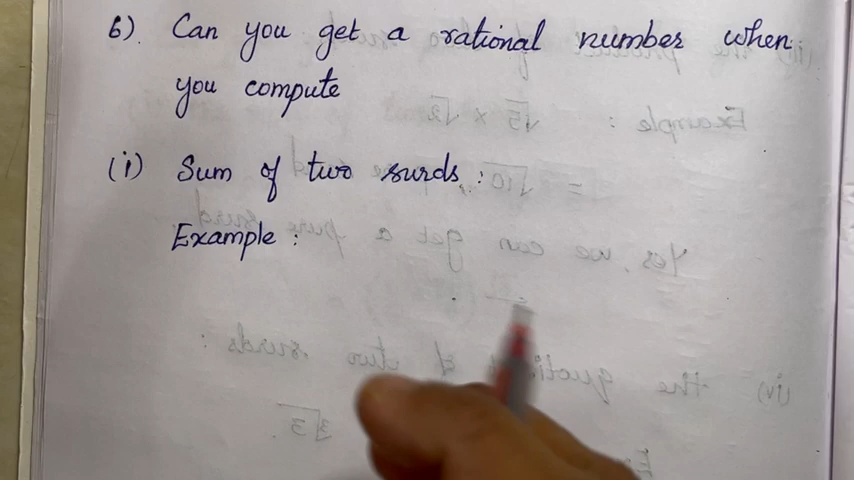 6). Can you get a rational number when
you compute
(i) Sum of two surds :
Example :